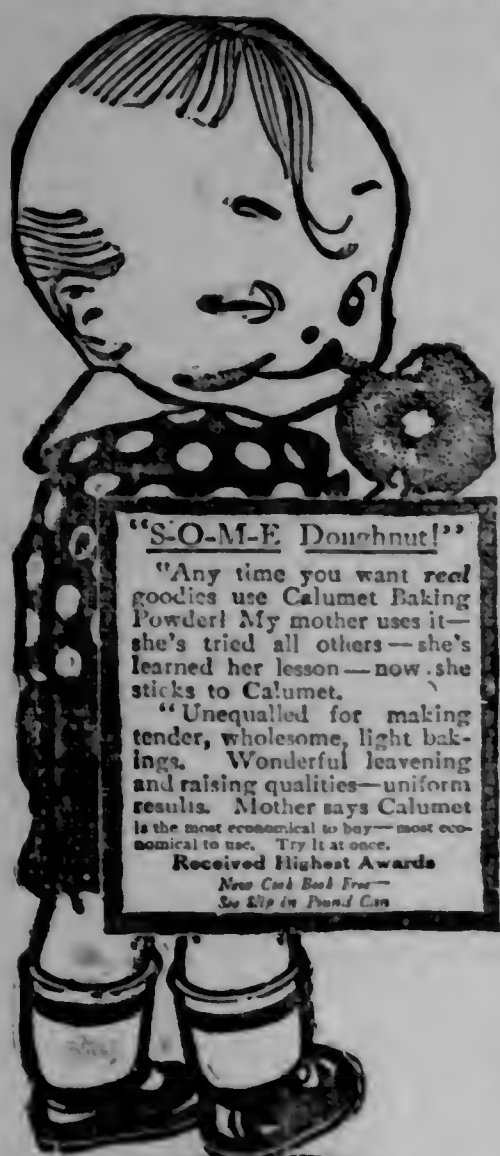 “S-O-M-E Doughnut!”
“Any time you want real
goodies use Calumet Baking
Powder! My mother uses it—
she's tried all others—she's
learned her lesson—now she
sticks to Calumet.
“Unequalled for making
tender, wholesome, light bak-
ings. Wonderful leavening
and raising qualities—uniform
results. Mother says Calumet
is the most economical to buy—most eco-
nomical to use. Try it at once.
Received Highest Awards
New Cook Book Free—
See Slip in Pound Can